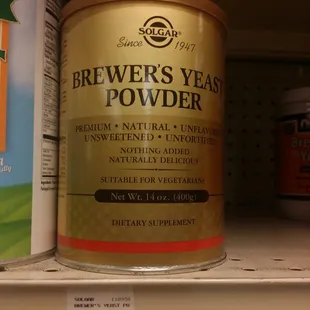 SOLGAR
Since 1947
BREWER'S YEAST
POWDER
PREMIUM • NATURAL • UNFLAVORED
UNSWEETENED • UNFORTIFIED
NOTHING ADDED
NATURALLY DELICIOUS
SUITABLE FOR VEGETARIANS
Net Wt. 14 oz. (400g)
DIETARY SUPPLEMENT
SOLGAR
BREWER'S YEAST PO